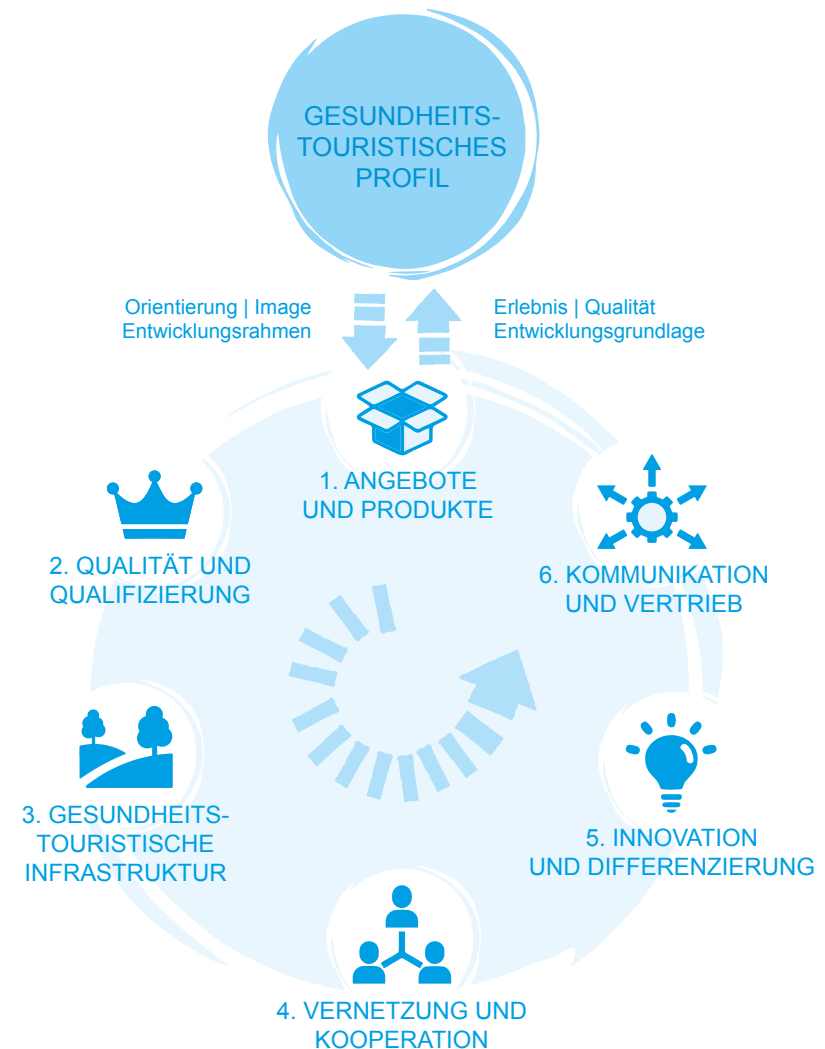 GESUNDHEITS-
TOURISTISCHES
PROFIL
Orientierung | Image
Entwicklungsrahmen
Erlebnis | Qualität
Entwicklungsgrundlage
1. ANGEBOTE
UND PRODUKTE
2. QUALITÄT UND
QUALIFIZIERUNG
3. GESUNDHEITS-
TOURISTISCHE
INFRASTRUKTUR
4. VERNETZUNG UND
KOOPERATION
5. INNOVATION
UND DIFFERENZIERUNG
6. KOMMUNIKATION
UND VERTRIEB